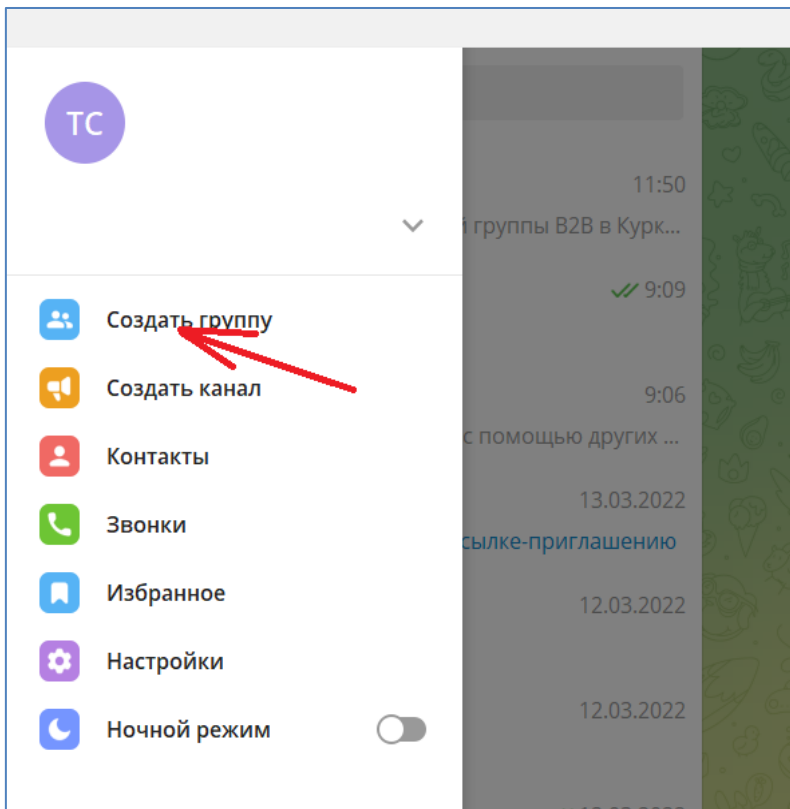 ТС
11:50
й группы B2B в Курк...
9:09
Создать группу
Создать канал
9:06
Контакты
с помощью других ...
13.03.2022
Звонки
сылке-приглашению
Избранное
12.03.2022
Настройки
12.03.2022
Ночной режим